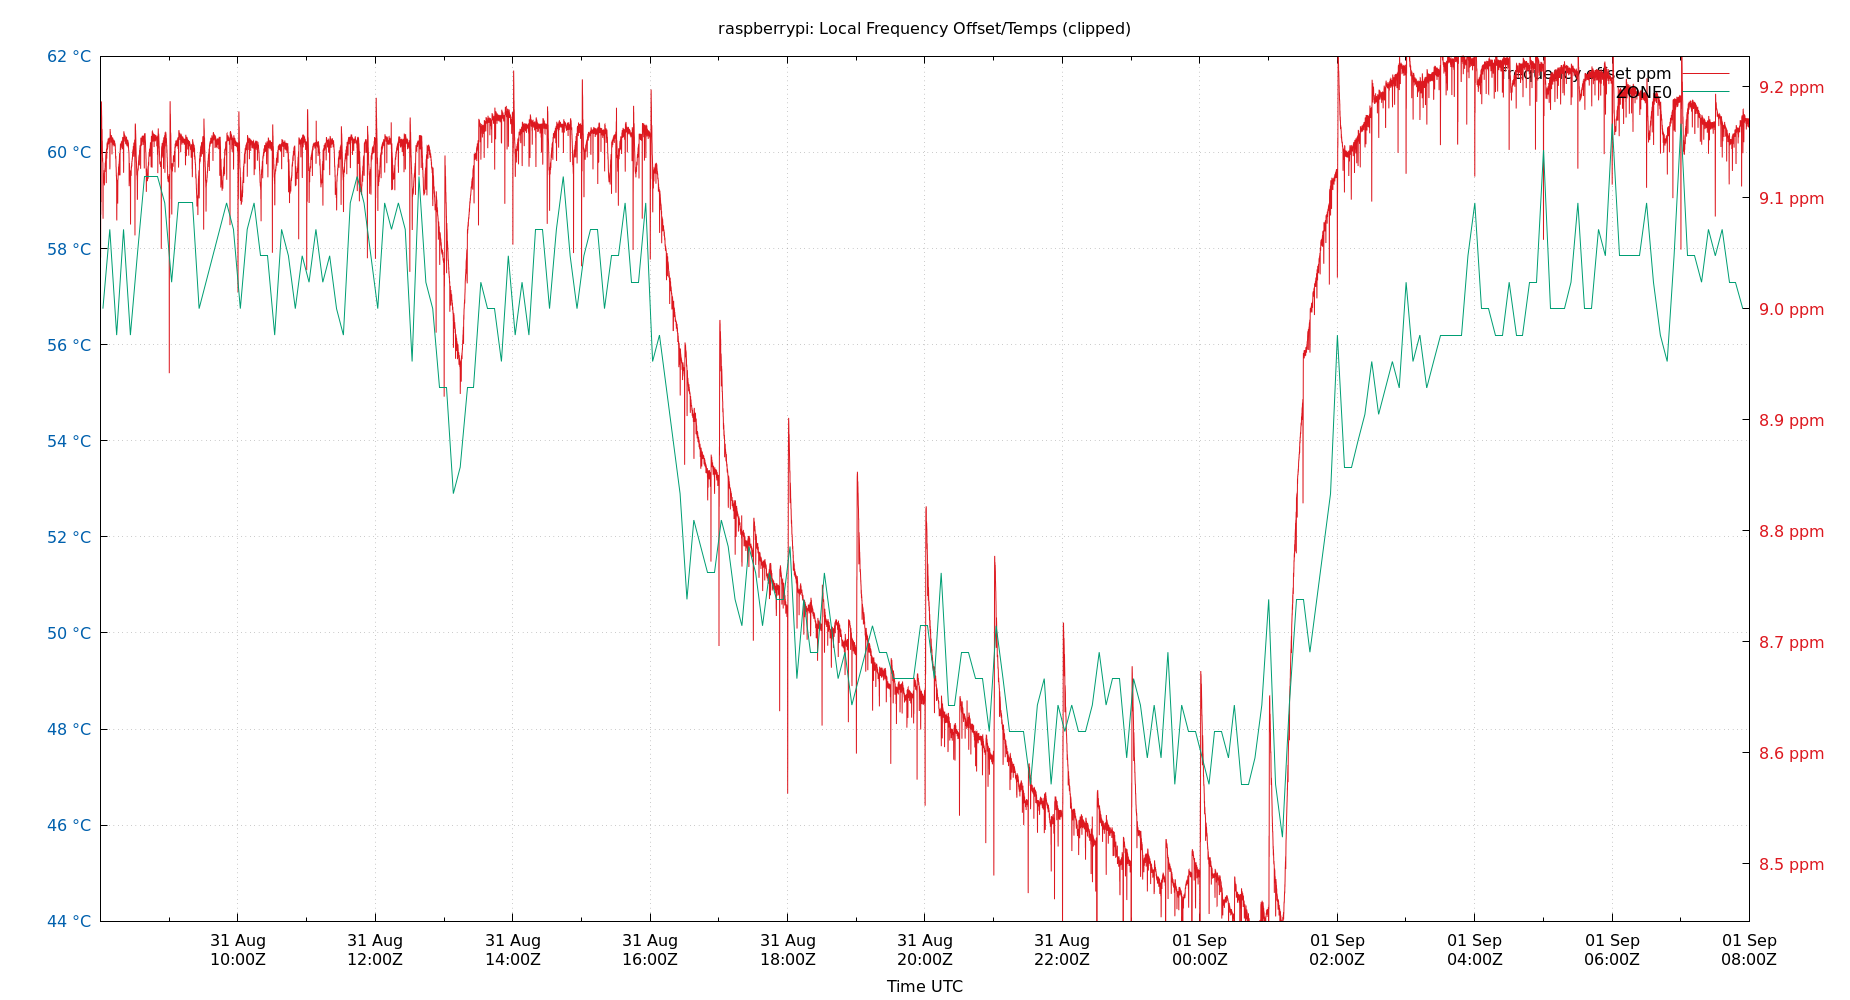 raspberrypi: Local Frequency Offset/Temps (clipped)
62 °C
60 °C
58 °C
56 °C
54 °C
52 °C
50 °C
48 °C
46 °C
44 °C
frequency offset ppm
ZONE0
9.2 ppm
9.1 ppm
9.0 ppm
8.9 ppm
8.8 ppm
8.7 ppm
8.6 ppm
8.5 ppm
31 Aug 31 Aug 31 Aug 31 Aug 31 Aug 31 Aug 31 Aug 01 Sep 01 Sep 01 Sep 01 Sep 01 Sep
10:00Z 12:00Z 14:00Z 16:00Z 18:00Z 20:00Z 22:00Z 00:00Z 02:00Z 04:00Z 06:00Z 08:00Z
Time UTC